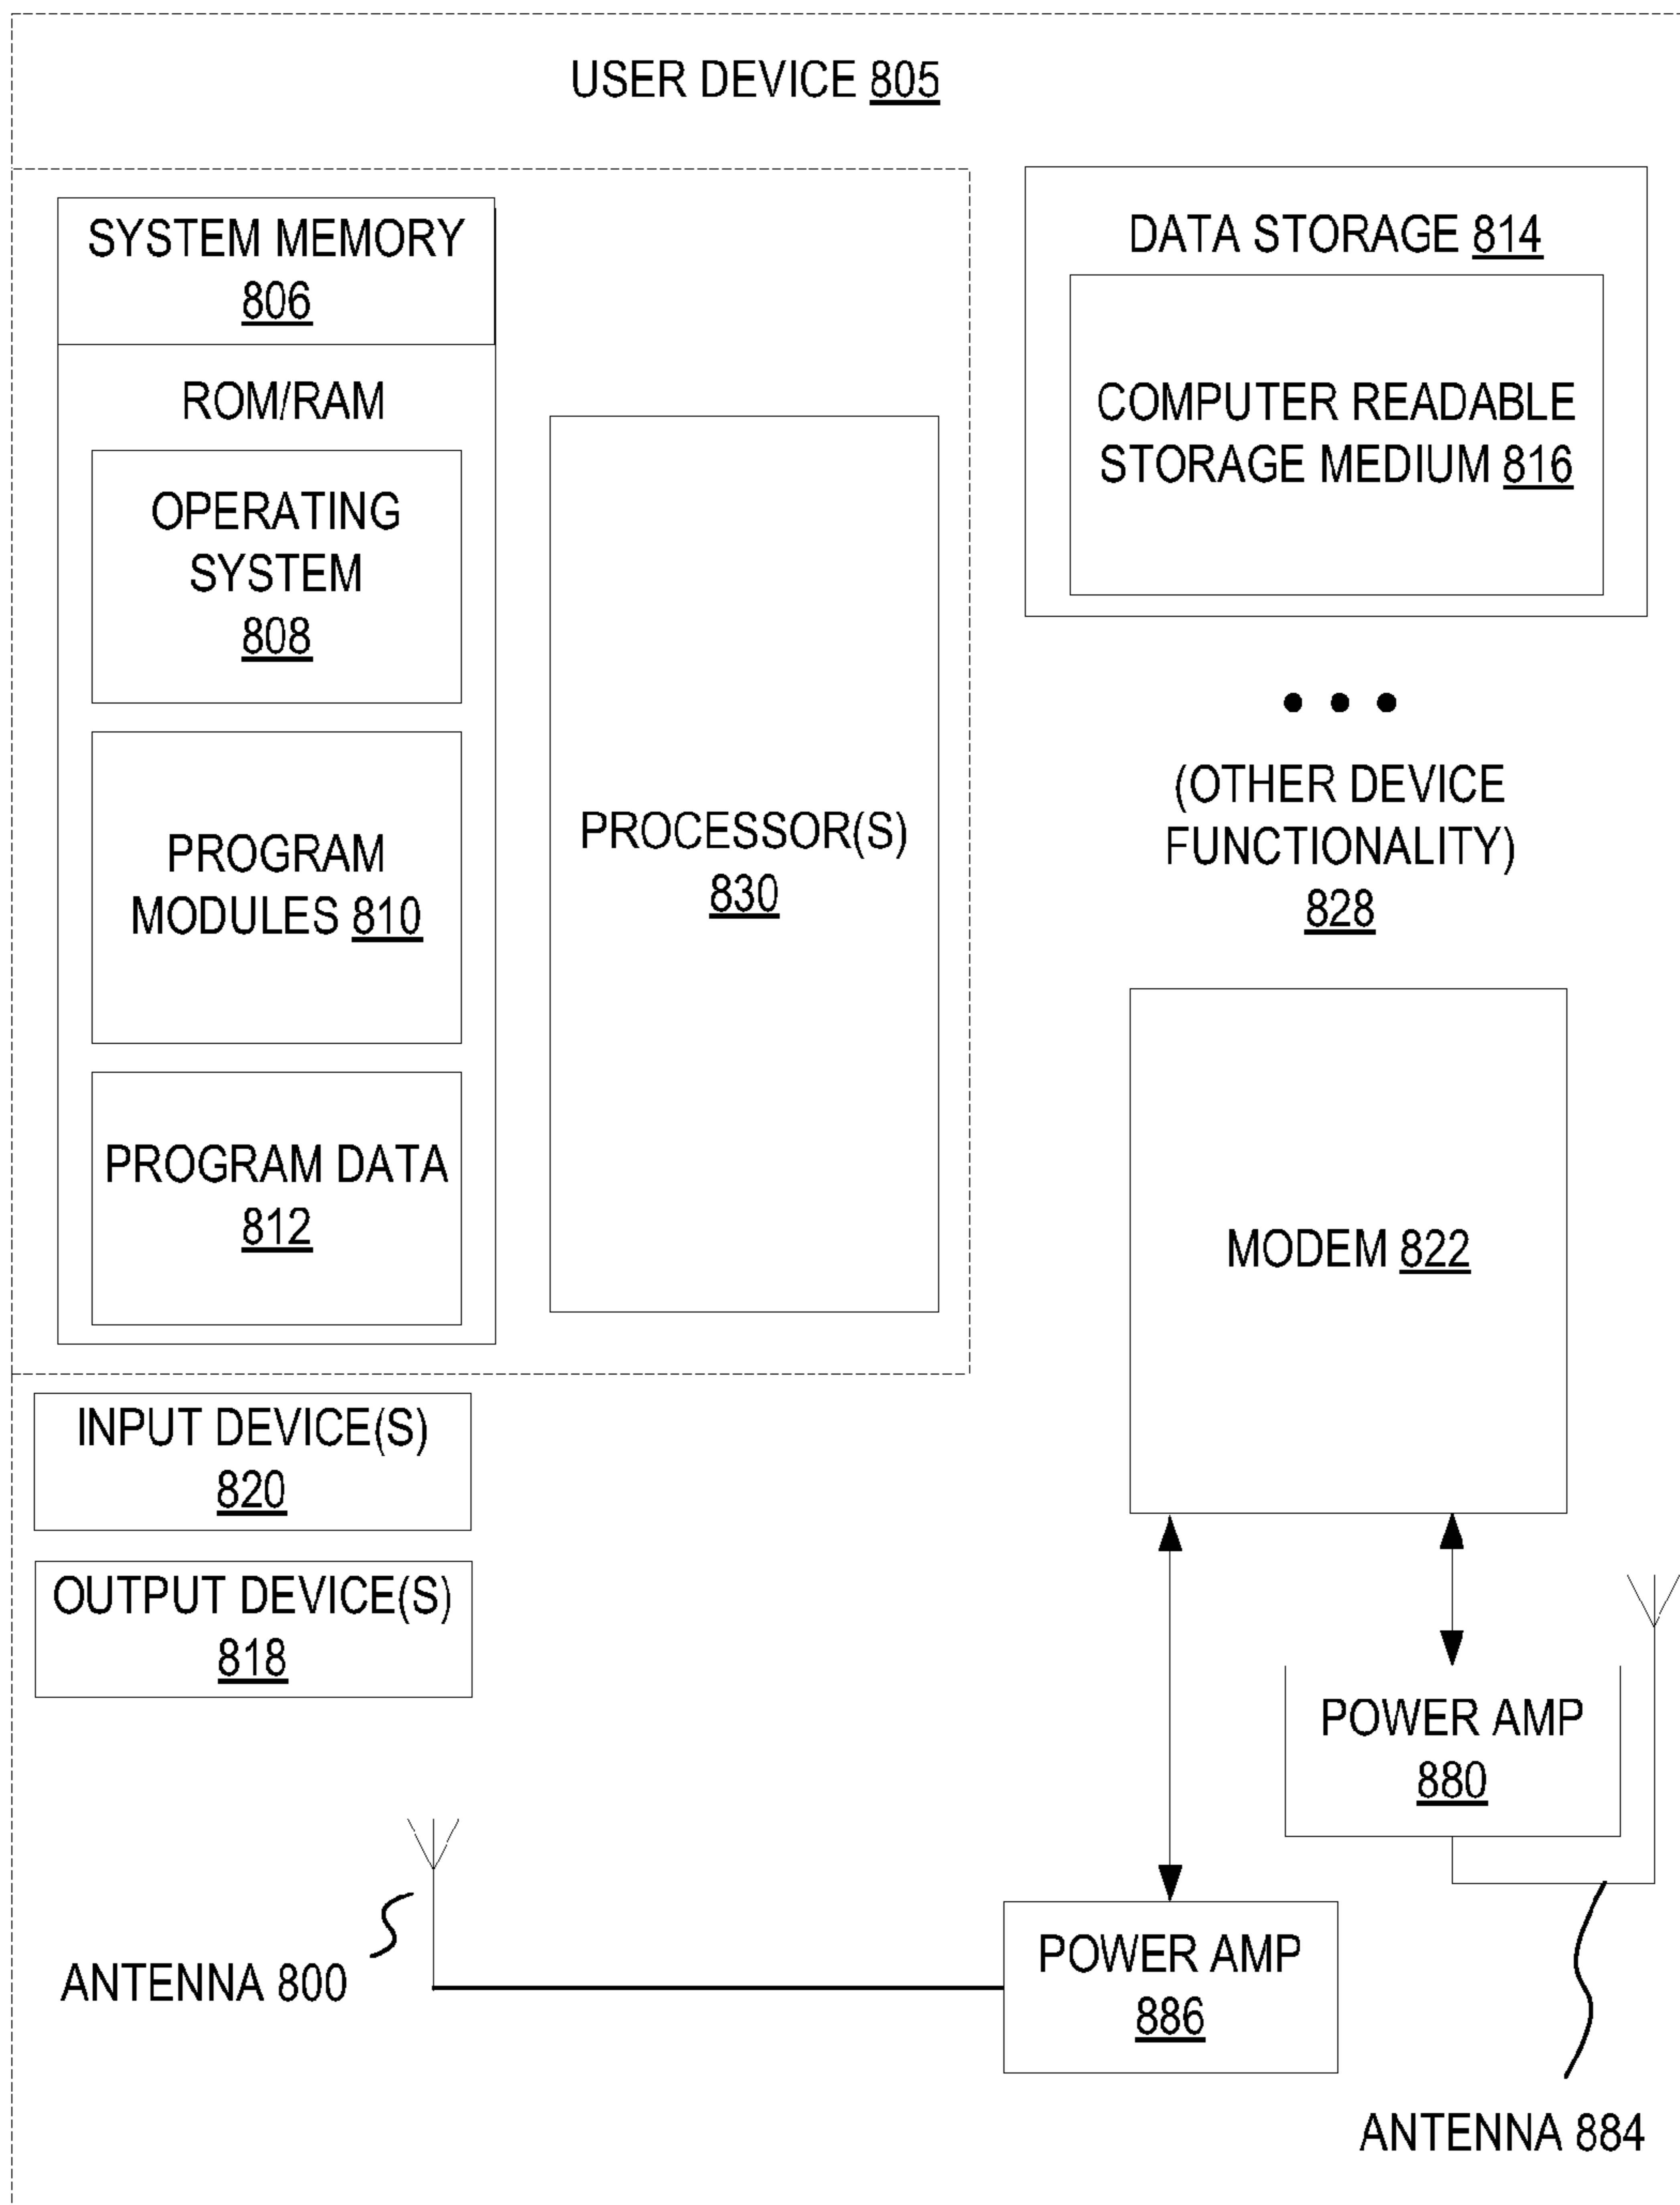 USER DEVICE 805
SYSTEM MEMORY
806
ROM/RAM
OPERATING
SYSTEM
808
PROGRAM
MODULES 810
PROGRAM DATA
812
PROCESSOR(S)
830
DATA STORAGE 814
COMPUTER READABLE
STORAGE MEDIUM 816
(OTHER DEVICE
FUNCTIONALITY)
828
MODEM 822
INPUT DEVICE(S)
820
OUTPUT DEVICE(S)
818
POWER AMP
880
ANTENNA 800
POWER AMP
886
ANTENNA 884